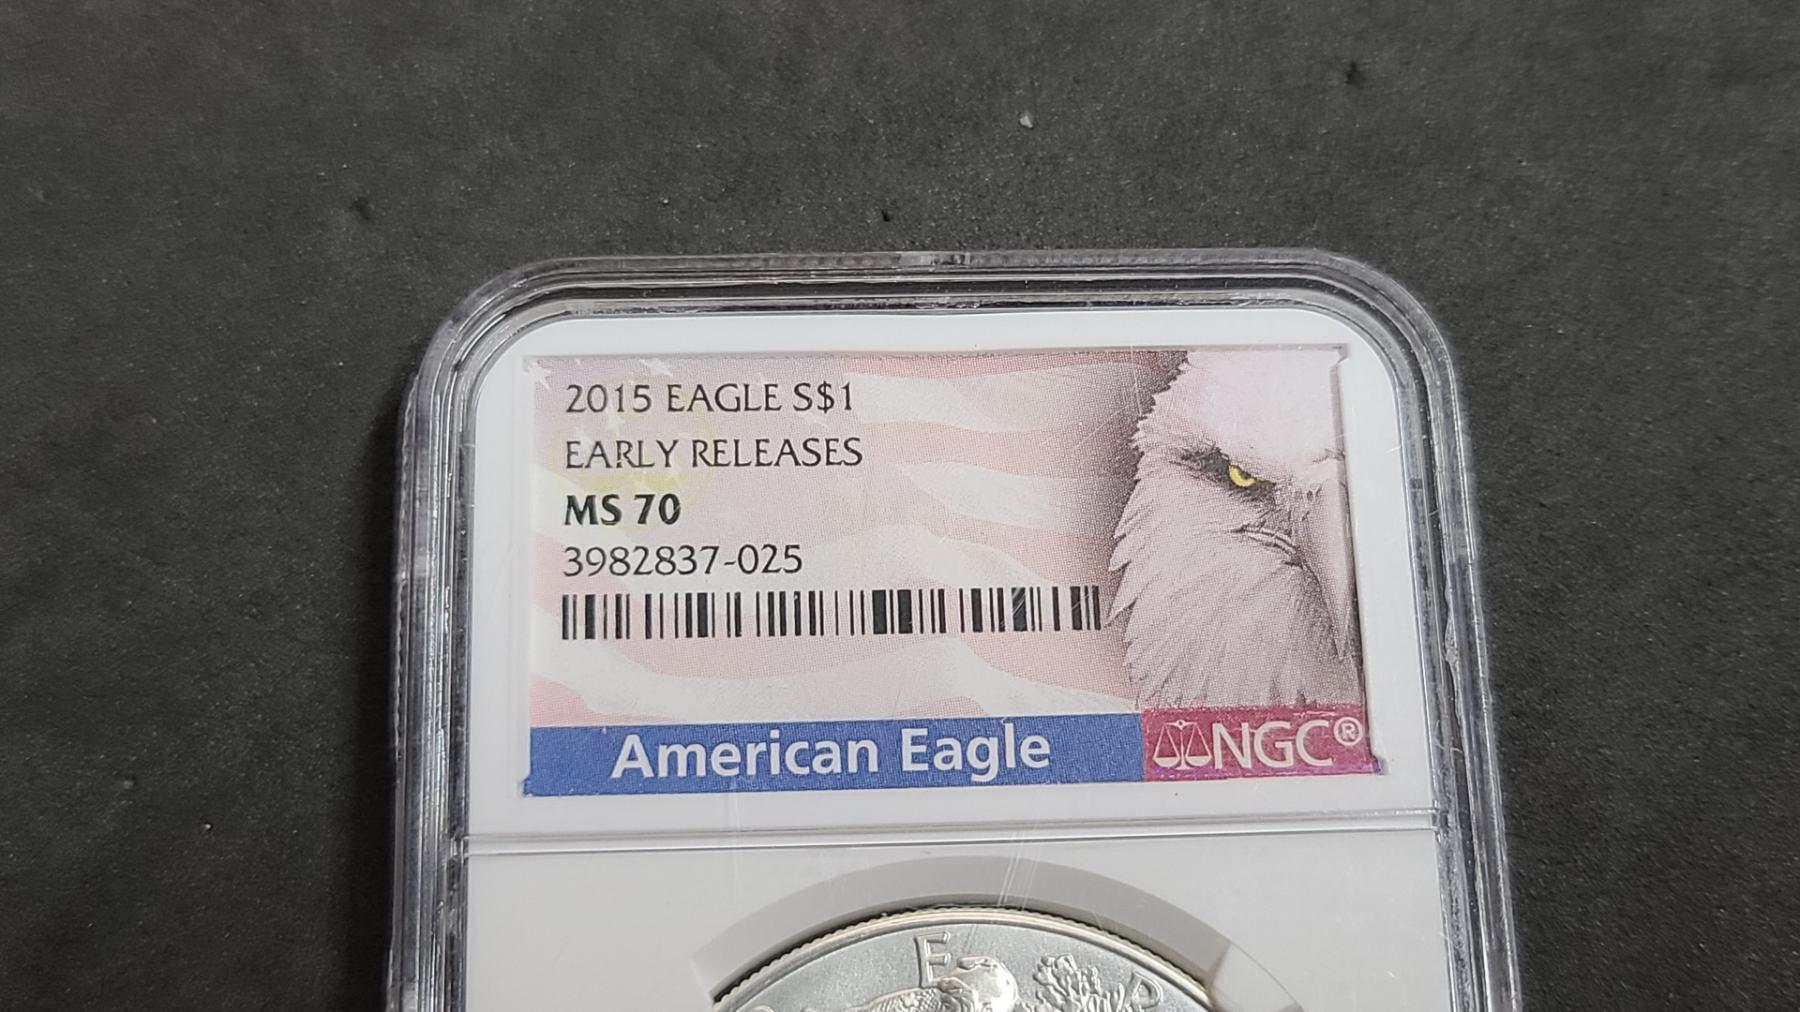 2015 EAGLE S$1
EARLY RELEASES
MS 70
3982837-025
American Eagle
NGC®
E
P